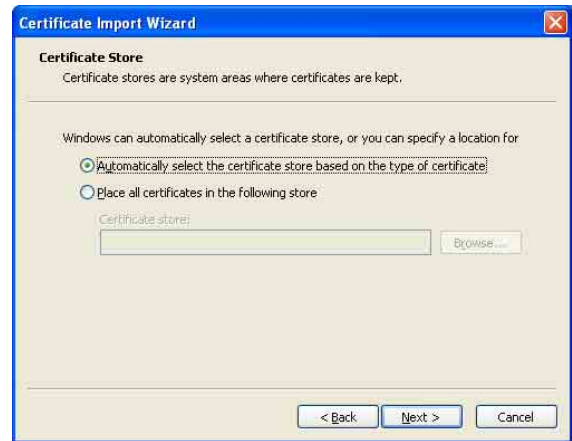 Certificate Import Wizard
Certificate Store
Certificate stores are system areas where certificates are kept.
Windows can automatically select a certificate store, or you can specify a location for
Automatically select the certificate store based on the type of certificate
Place all certificates in the following store
Certificate store:
Browse...
< Back Next > Cancel